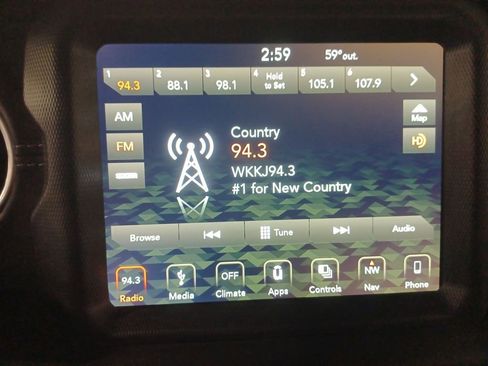 2:59 59° out.
1 94.3 2 88.1 3 98.1 4 Hold to Set 5 105.1 6 107.9
AM
Map
FM
HD
Country
94.3
WKKJ94.3
#1 for New Country
Browse Tune Audio
94.3 OFF NW
Radio Media Climate Apps Controls Nav Phone